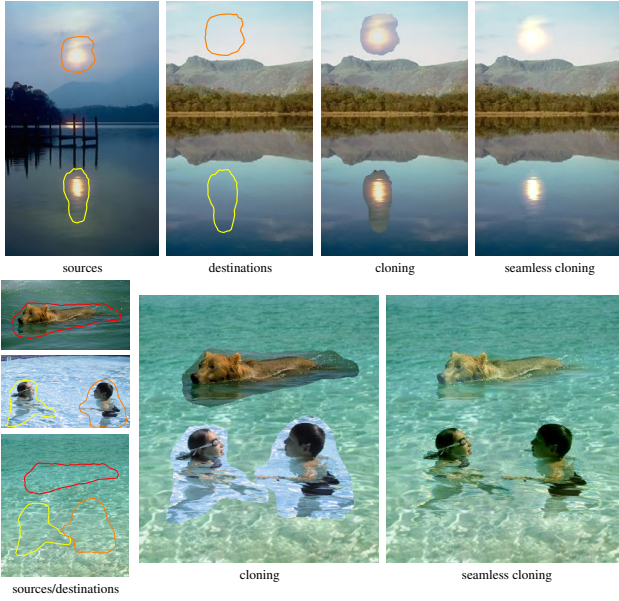 sources
destinations
cloning
seamless cloning
sources/destinations
cloning
seamless cloning